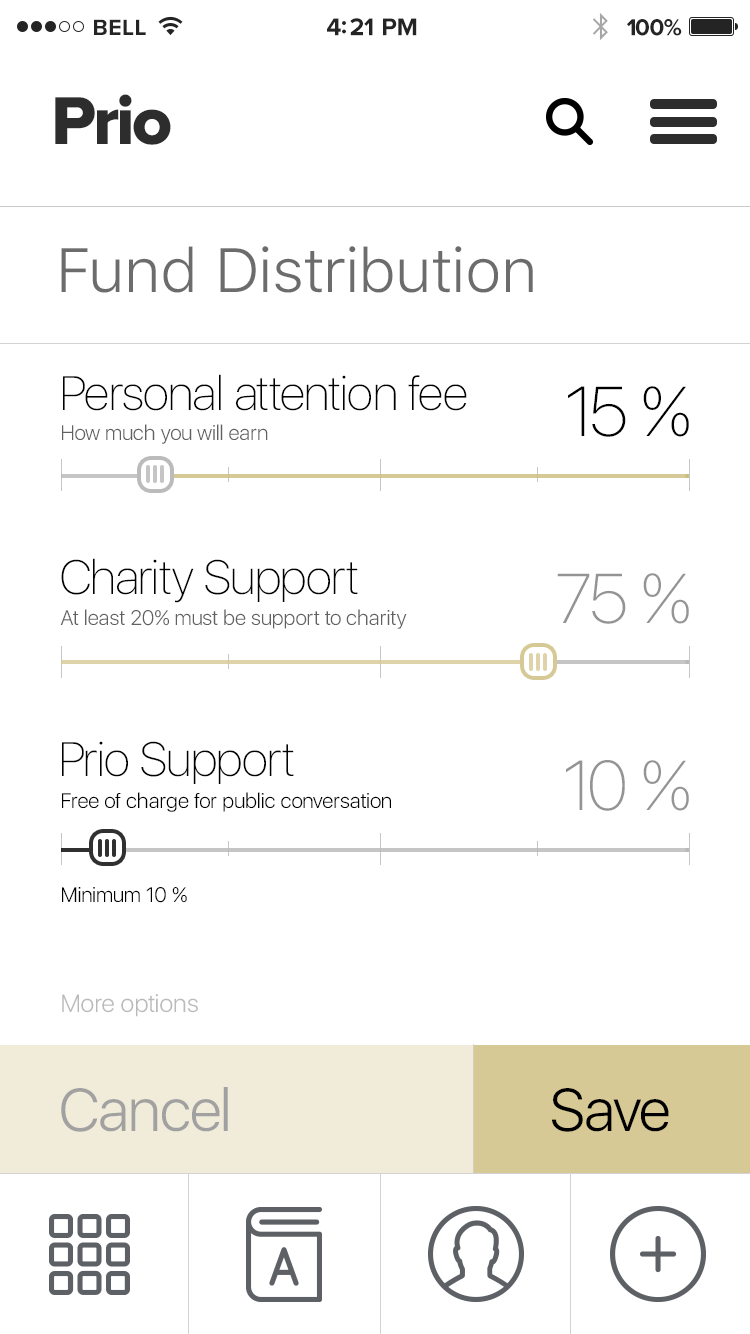 BELL 4:21 PM 100%
Prio
Fund Distribution
Personal attention fee 15 %
How much you will earn
Charity Support 75 %
At least 20% must be support to charity
Prio Support 10 %
Free of charge for public conversation
Minimum 10 %
More options
Cancel Save
A